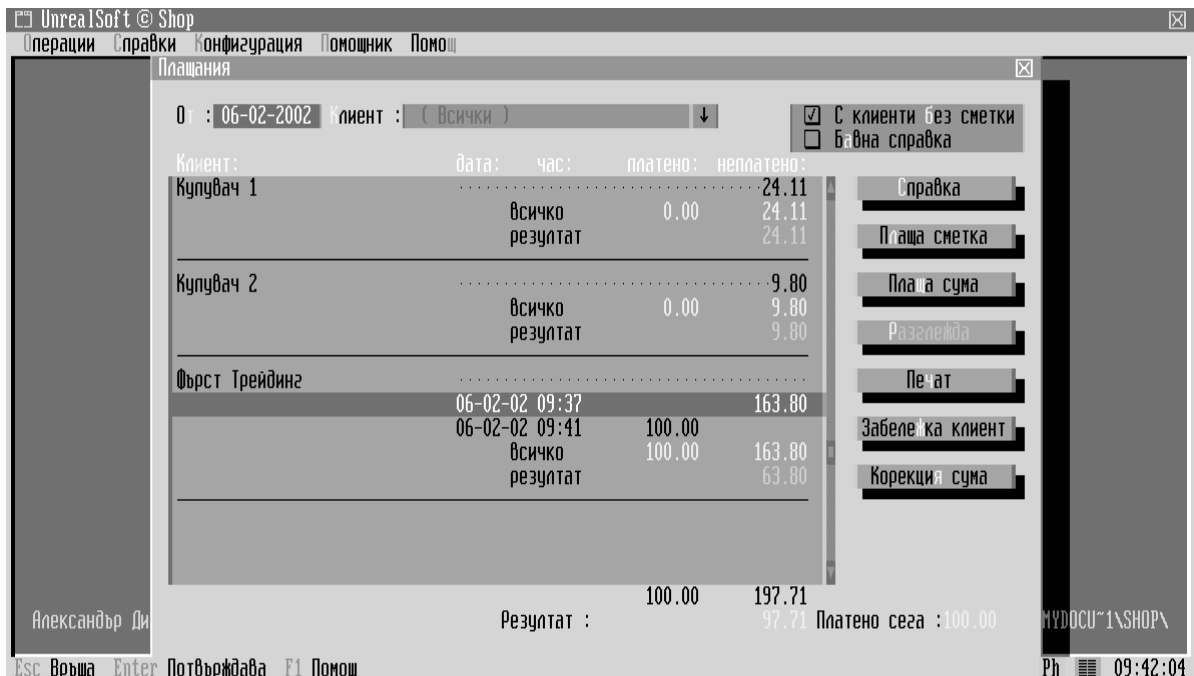 UnrealSoft © Shop
Операции Справки Конфигурация Помощник Помощ
Плащания
От : 06-02-2002 Клиент : ( Всички ) ↓
С клиенти без сметки
Бавна справка
Клиент: дата: час: платено: неплатено:
Купувач 1 24.11
всичко 0.00 24.11
резултат 24.11
Купувач 2 9.80
всичко 0.00 9.80
резултат 9.80
Фърст Трейдинг
06-02-02 09:37 163.80
06-02-02 09:41 100.00
всичко 100.00 163.80
резултат 63.80
Справка
Плаща сметка
Плаща сума
Разглежда
Печат
Забележка клиент
Корекция сума
100.00 197.71
Резултат : 97.71 Платено сега :100.00
Александър Ди MYDOCU~1\SHOP\
Esc Връща Enter Потвърждава F1 Помощ Ph 09:42:04